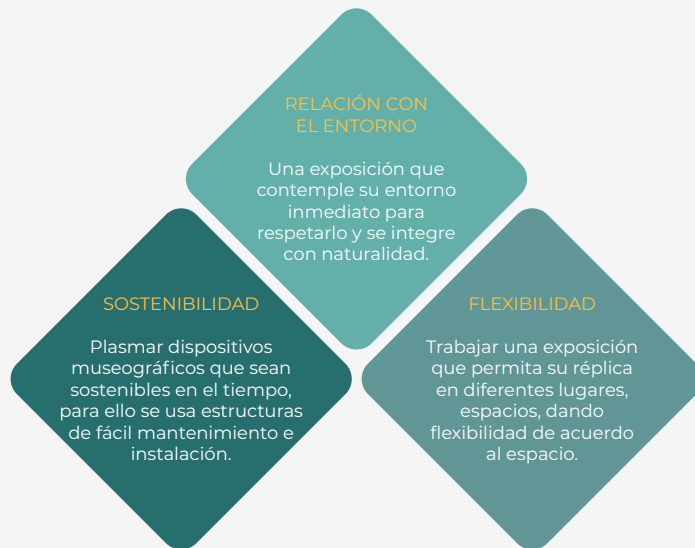 RELACIÓN CON
EL ENTORNO
Una exposición que
contemple su entorno
inmediato para
respetarlo y se integre
con naturalidad.
SOSTENIBILIDAD
Plasmar dispositivos
museográficos que sean
sostenibles en el tiempo,
para ello se usa estructuras
de fácil mantenimiento e
instalación.
FLEXIBILIDAD
Trabajar una exposición
que permita su réplica
en diferentes lugares,
espacios, dando
flexibilidad de acuerdo
al espacio.